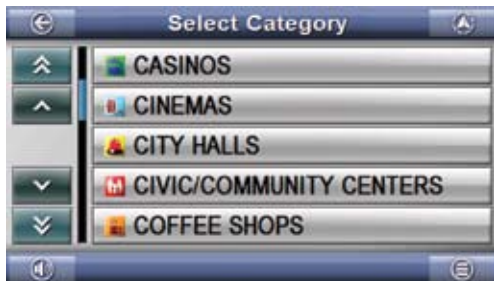 Select Category
CASINOS
CINEMAS
CITY HALLS
CIVIC/COMMUNITY CENTERS
COFFEE SHOPS